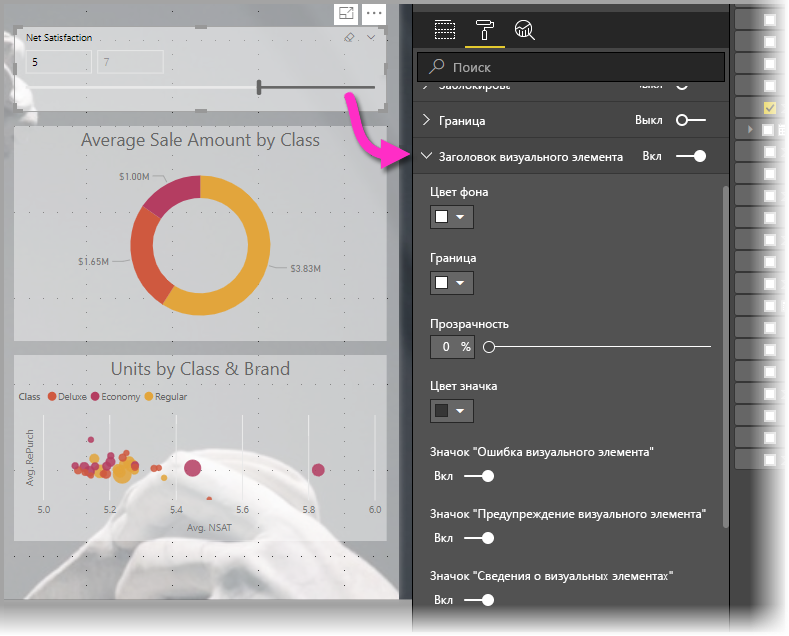 Net Satisfaction
5
7
Average Sale Amount by Class
$1.00M
$1.65M
$3.83M
Units by Class & Brand
Class
Deluxe
Economy
Regular
Avg. RePurch
5.0
5.2
5.4
5.6
5.8
6.0
Avg. NSAT
Поиск
Граница
Выкл
Заголовок визуального элемента
Вкл
Цвет фона
Граница
Прозрачность
0 %
Цвет значка
Значок "Ошибка визуального элемента"
Вкл
Значок "Предупреждение визуального элемента"
Вкл
Значок "Сведения о визуальных элементах"
Вкл